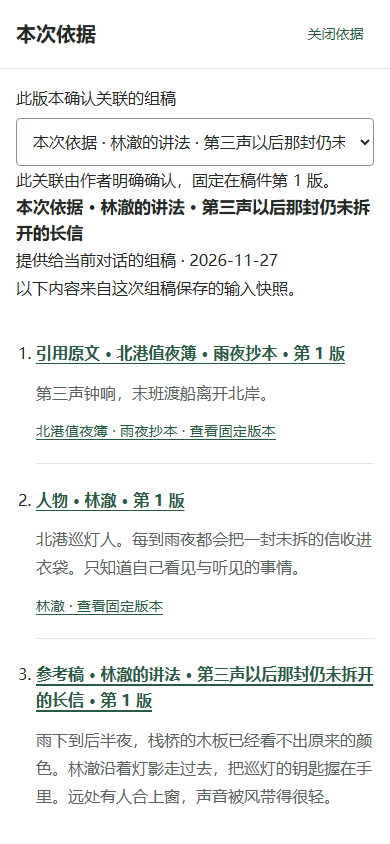 本次依据
关闭依据
此版本确认关联的组稿
本次依据 · 林澈的讲法 · 第三声以后那封仍未
此关联由作者明确确认，固定在稿件第 1 版。
本次依据 · 林澈的讲法 · 第三声以后那封仍未拆
开的长信
提供给当前对话的组稿 · 2026-11-27
以下内容来自这次组稿保存的输入快照。
1. 引用原文 · 北港值夜簿 · 雨夜抄本 · 第 1 版
第三声钟响，末班渡船离开北岸。
北港值夜簿 · 雨夜抄本 · 查看固定版本
2. 人物 · 林澈 · 第 1 版
北港巡灯人。每到雨夜都会把一封未拆的信收进
衣袋。只知道自己看见与听见的事情。
林澈 · 查看固定版本
3. 参考稿 · 林澈的讲法 · 第三声以后那封仍未拆开
的长信 · 第 1 版
雨下到后半夜，栈桥的木板已经看不出原来的颜
色。林澈沿着灯影走过去，把巡灯的钥匙握在手
里。远处有人合上窗，声音被风带得很轻。